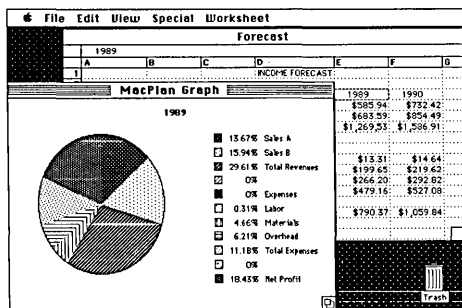 File Edit View Special Worksheet
Forecast
1989
A B C D E F G
1 INCOME FORECAST
MacPlan Graph
1989
1989 1990
$585.94 $732.42
$683.59 $854.49
$1,269.53 $1,586.91
$13.31 $14.64
$199.65 $219.62
$266.20 $292.82
$479.16 $527.08
$790.37 $1,059.84
13.67% Sales A
15.94% Sales B
29.61% Total Revenues
0%
0% Expenses
0.31% Labor
4.66% Materials
6.21% Overhead
11.18% Total Expenses
0%
18.43% Net Profit
Trash